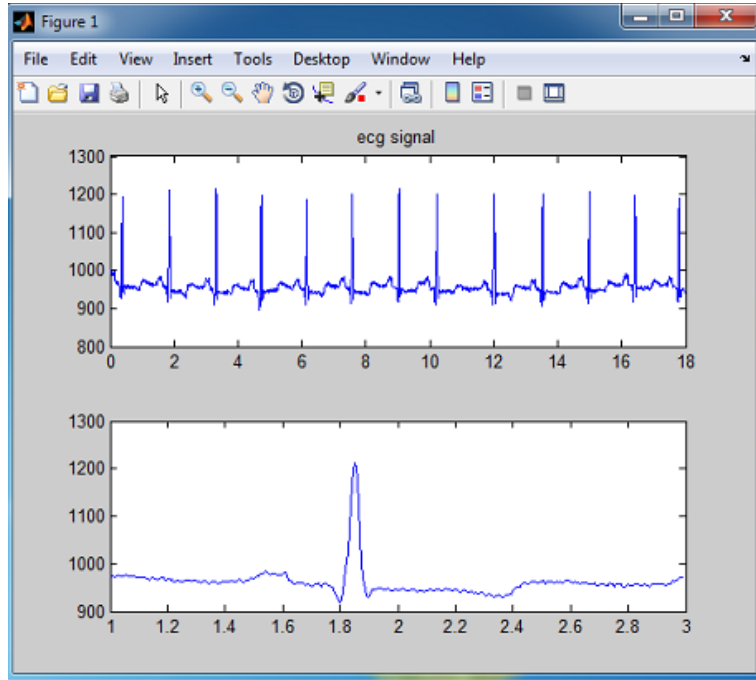 Figure 1
File Edit View Insert Tools Desktop Window Help
ecg signal
1300
1200
1100
1000
900
800
0 2 4 6 8 10 12 14 16 18
1300
1200
1100
1000
900
1 1.2 1.4 1.6 1.8 2 2.2 2.4 2.6 2.8 3